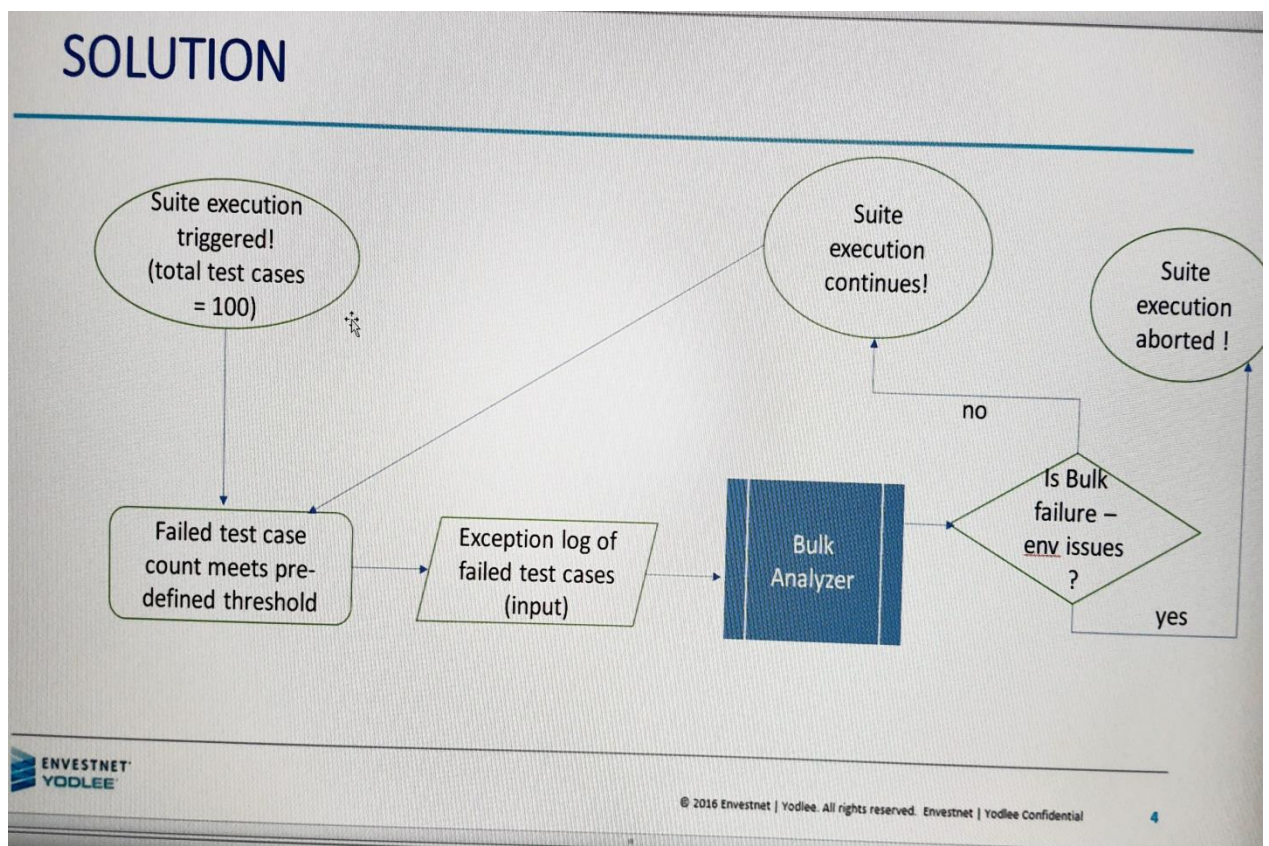 SOLUTION
Suite execution
triggered!
(total test cases
= 100)
Suite
execution
continues!
Suite
execution
aborted !
no
Failed test case
count meets pre-
defined threshold
Exception log of
failed test cases
(input)
Bulk
Analyzer
Is Bulk
failure –
env issues
?
yes
ENVESTNET
YODLEE
© 2016 Envestnet | Yodlee. All rights reserved. Envestnet | Yodlee Confidential
4